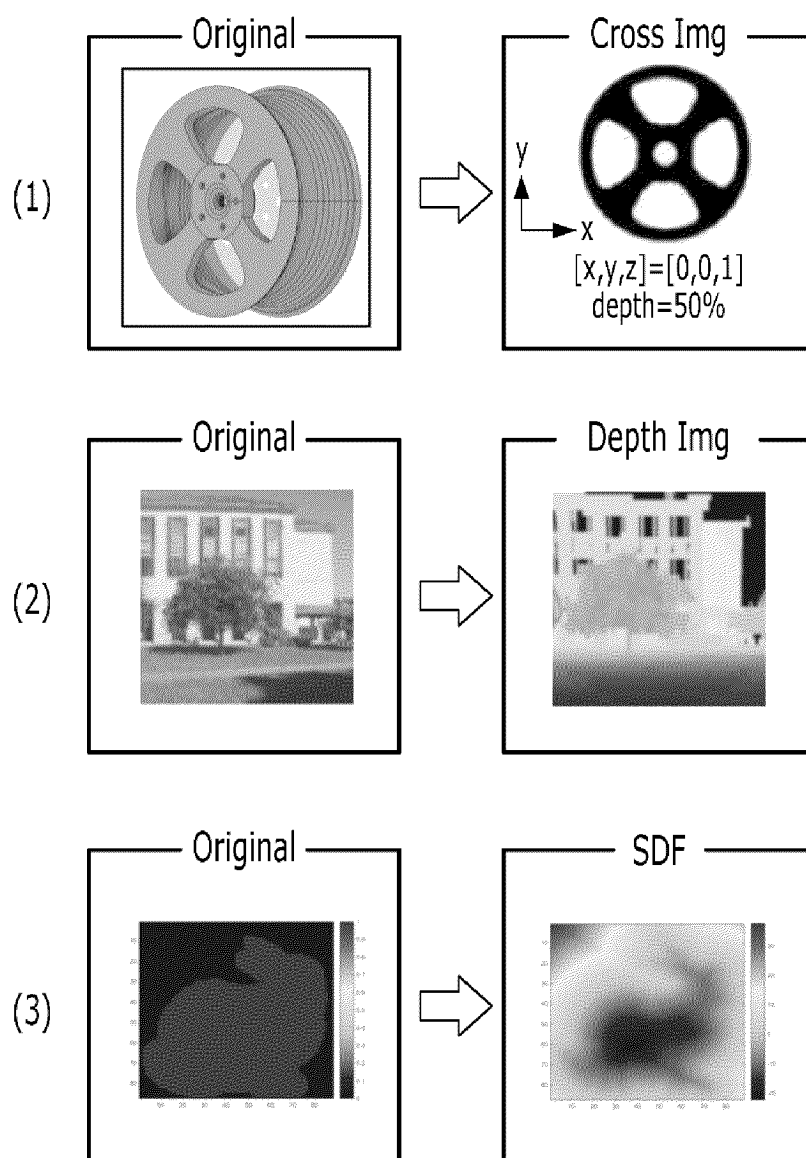 Original
Cross Img
(1)
y
x
[x,y,z]=[0,0,1]
depth=50%
Original
Depth Img
(2)
Original
SDF
(3)